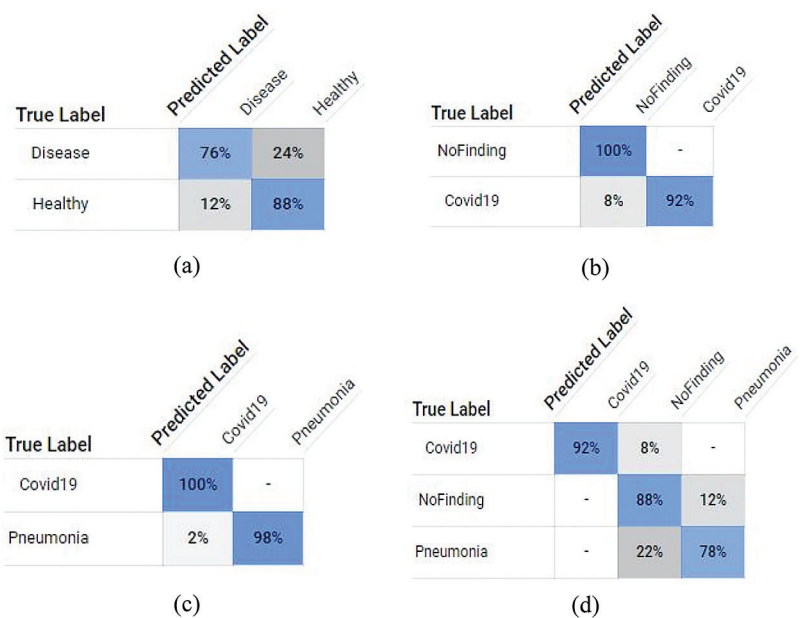 Predicted Label
Disease
Healthy
True Label
Disease 76% 24%
Healthy 12% 88%
(a)
Predicted Label
NoFinding
Covid19
True Label
NoFinding 100% -
Covid19 8% 92%
(b)
Predicted Label
Covid19
Pneumonia
True Label
Covid19 100% -
Pneumonia 2% 98%
(c)
Predicted Label
Covid19
NoFinding
Pneumonia
True Label
Covid19 92% 8% -
NoFinding - 88% 12%
Pneumonia - 22% 78%
(d)